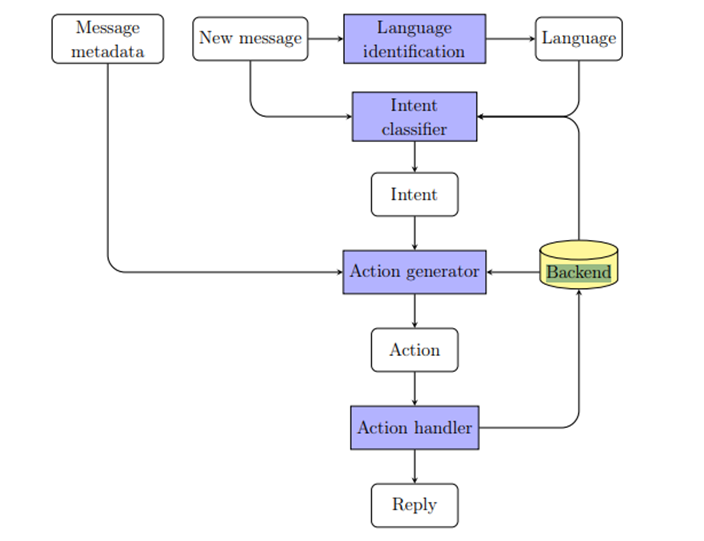 Message
metadata
New message
Language
identification
Language
Intent
classifier
Intent
Action generator
Backend
Action
Action handler
Reply